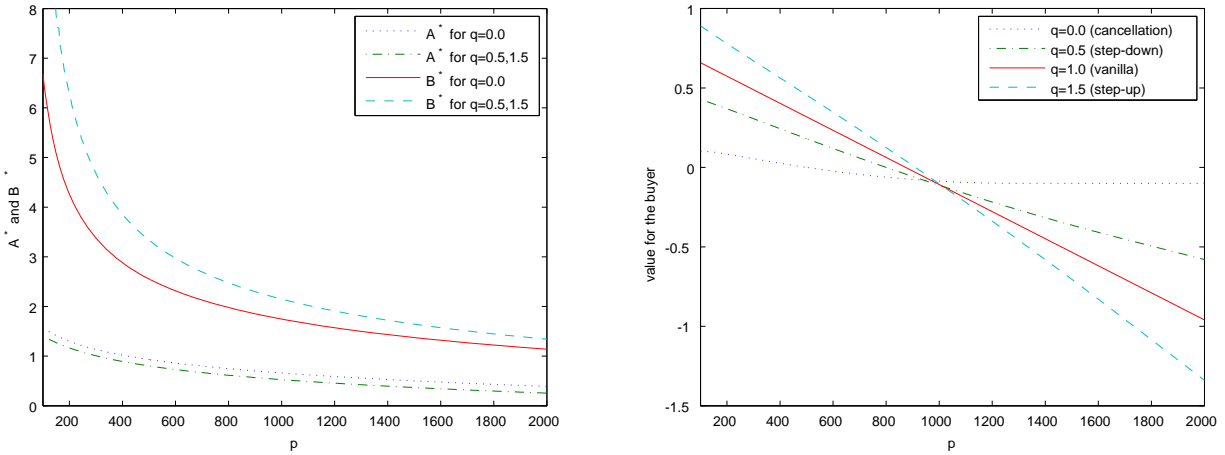 8
7
6
5
4
3
2
1
0
A* and B*
200 400 600 800 1000 1200 1400 1600 1800 2000
p
A* for q=0.0
A* for q=0.5,1.5
B* for q=0.0
B* for q=0.5,1.5
1
0.5
0
-0.5
-1
-1.5
value for the buyer
200 400 600 800 1000 1200 1400 1600 1800 2000
p
q=0.0 (cancellation)
q=0.5 (step-down)
q=1.0 (vanilla)
q=1.5 (step-up)